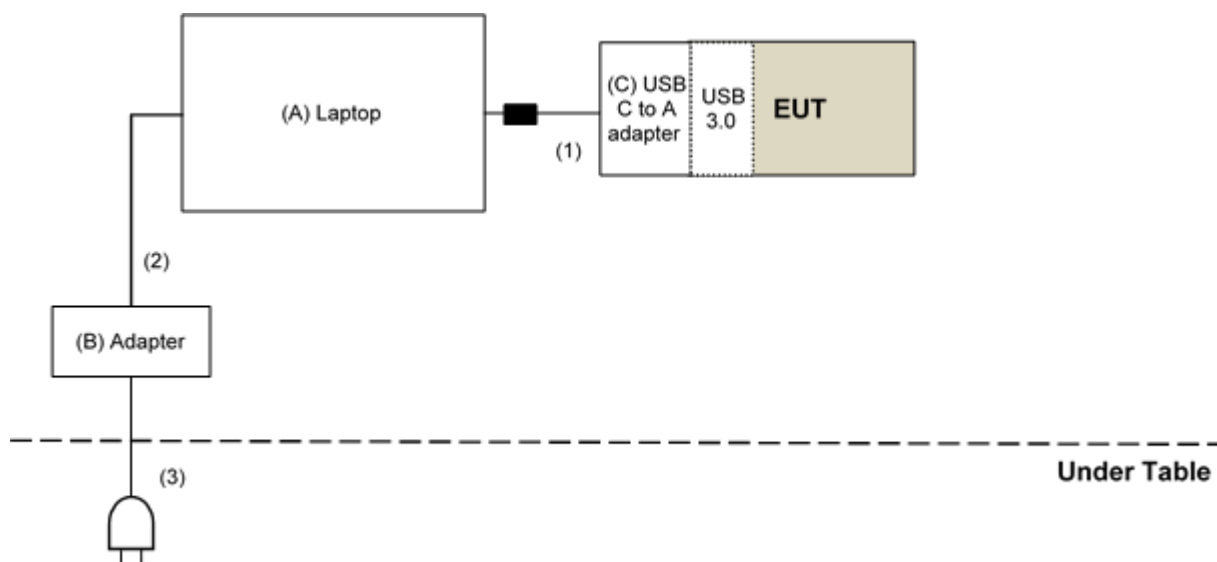 (A) Laptop
(1)
(C) USB
C to A
adapter
USB
3.0
EUT
(2)
(B) Adapter
(3)
Under Table